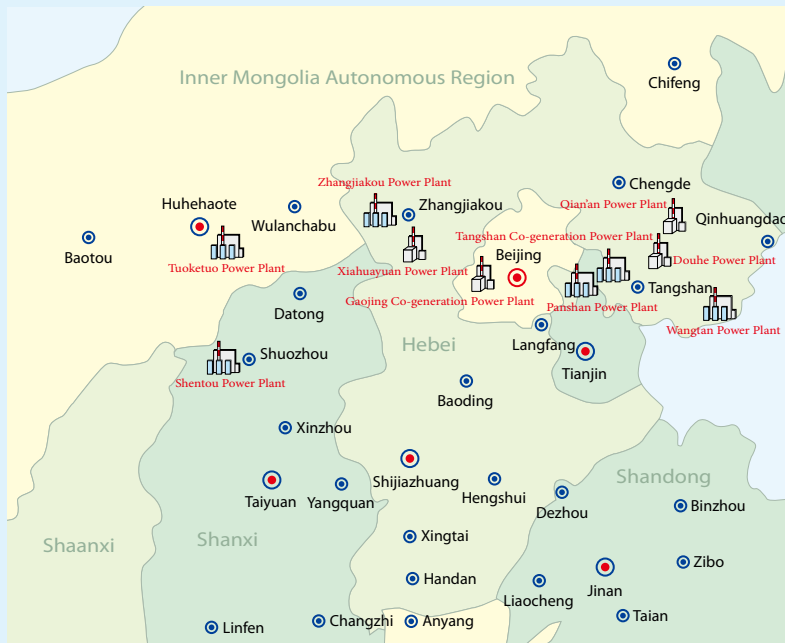 Inner Mongolia Autonomous Region
Chifeng
Zhangjiakou Power Plant
Chengde
Huhehaote
Wulanchabu
Zhangjiakou
Qian'an Power Plant
Qinhuangdao
Baotou
Tuoketuo Power Plant
Tangshan Co-generation Power Plant
Beijing
Xiahuayuan Power Plant
Douhe Power Plant
Tangshan
Gaojing Co-generation Power Plant
Panshan Power Plant
Wangtan Power Plant
Datong
Hebei
Langfang
Shuozhou
Shentou Power Plant
Tianjin
Baoding
Xinzhou
Taiyuan
Yangquan
Shijiazhuang
Hengshui
Shandong
Dezhou
Binzhou
Shaanxi
Shanxi
Xingtai
Zibo
Handan
Liaocheng
Jinan
Linfen
Changzhi
Anyang
Taian